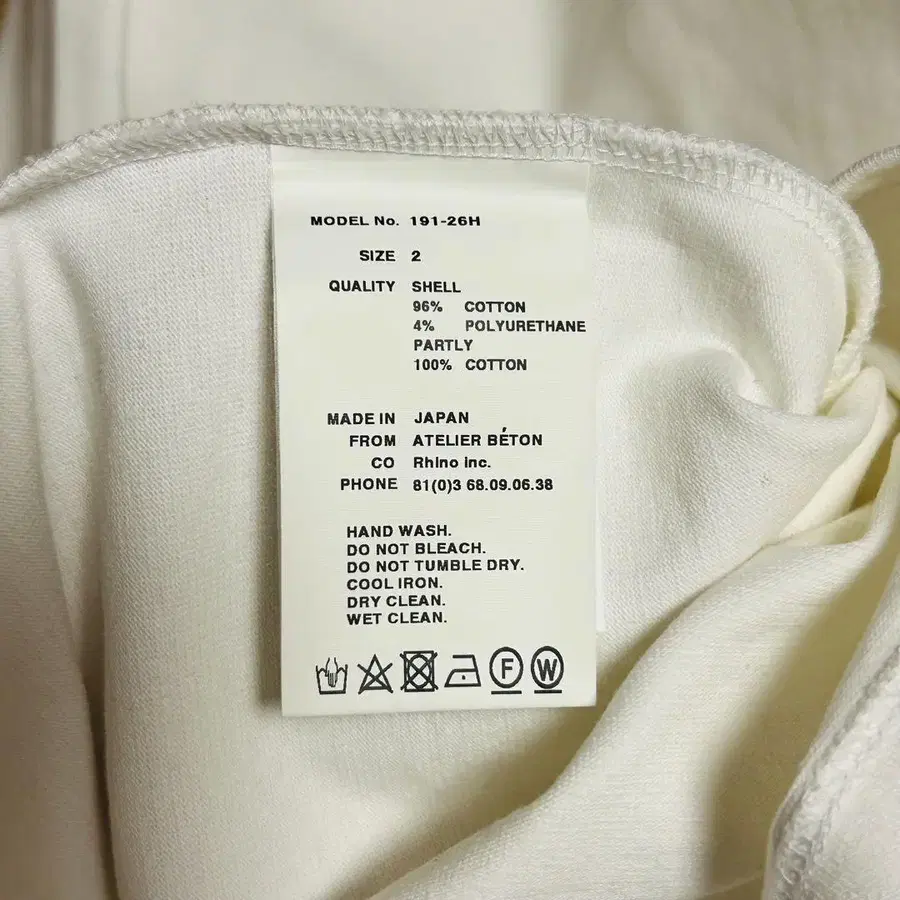 MODEL No. 191-26H
SIZE 2
QUALITY SHELL
96% COTTON
4% POLYURETHANE
PARTLY
100% COTTON
MADE IN JAPAN
FROM ATELIER BÉTON
CO Rhino inc.
PHONE 81(0)3 68.09.06.38
HAND WASH.
DO NOT BLEACH.
DO NOT TUMBLE DRY.
COOL IRON.
DRY CLEAN.
WET CLEAN.
F W